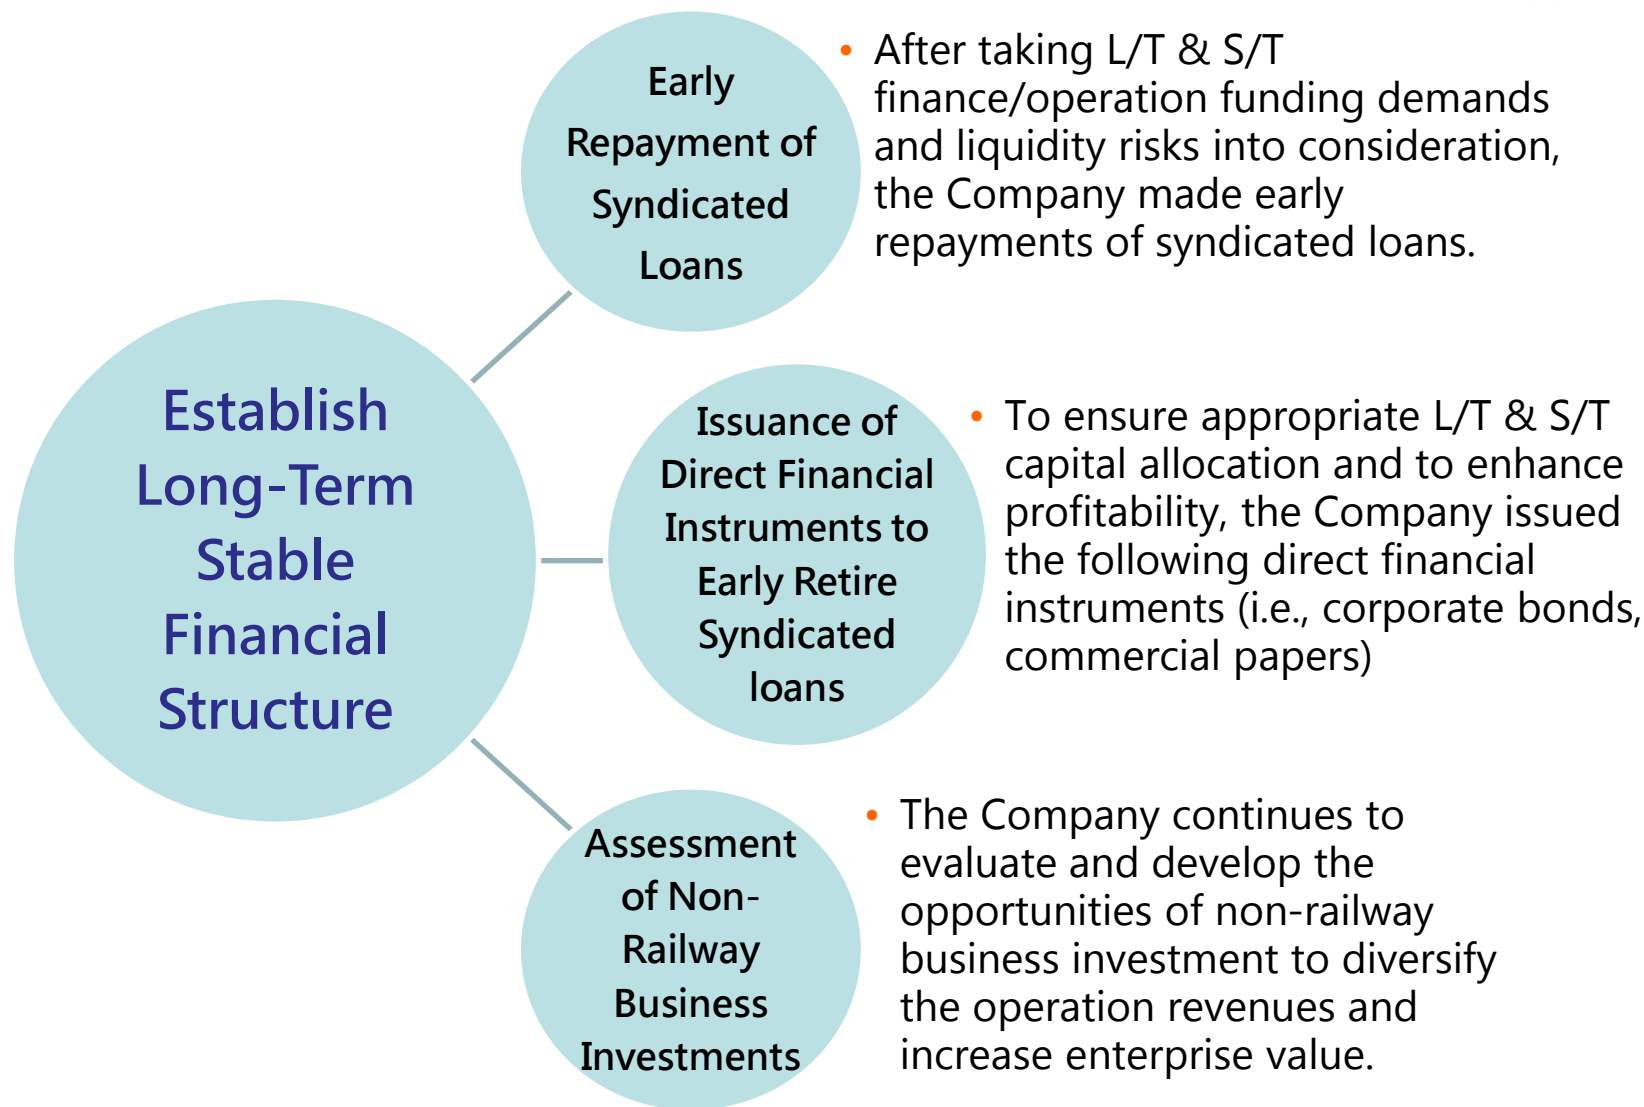 Establish
Long-Term
Stable
Financial
Structure
Early
Repayment of
Syndicated
Loans
• After taking L/T & S/T
finance/operation funding demands
and liquidity risks into consideration,
the Company made early
repayments of syndicated loans.
Issuance of
Direct Financial
Instruments to
Early Retire
Syndicated
loans
• To ensure appropriate L/T & S/T
capital allocation and to enhance
profitability, the Company issued
the following direct financial
instruments (i.e., corporate bonds,
commercial papers)
Assessment
of Non-
Railway
Business
Investments
• The Company continues to
evaluate and develop the
opportunities of non-railway
business investment to diversify
the operation revenues and
increase enterprise value.